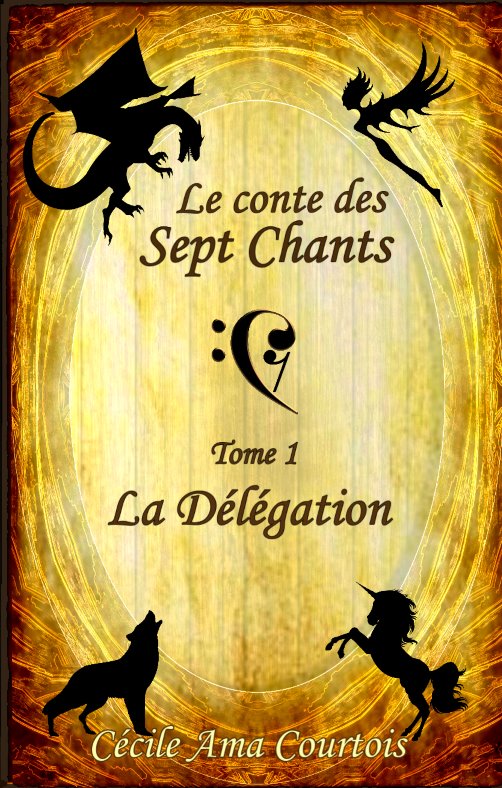 Le conte des
Sept Chants
Tome 1
La Délégation
Cécile Ama Courtois